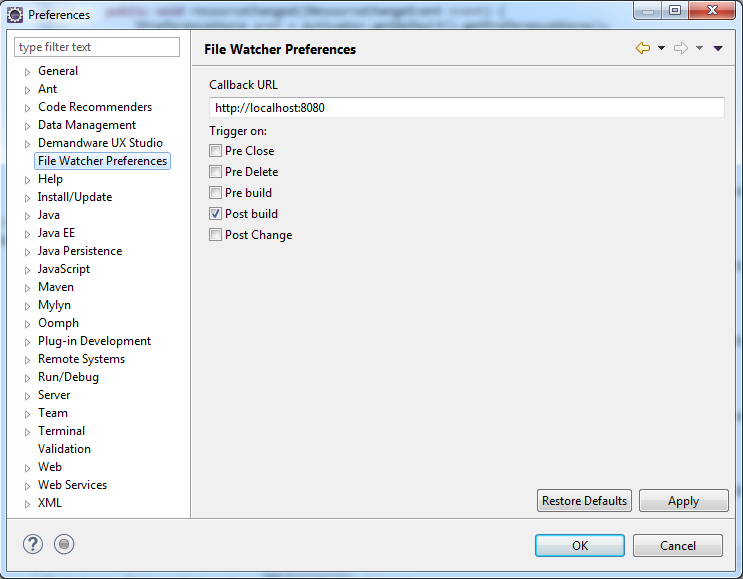 Preferences
type filter text
General
Ant
Code Recommenders
Data Management
Demandware UX Studio
File Watcher Preferences
Help
Install/Update
Java
Java EE
Java Persistence
JavaScript
Maven
Mylyn
Oomph
Plug-in Development
Remote Systems
Run/Debug
Server
Team
Terminal
Validation
Web
Web Services
XML
File Watcher Preferences
Callback URL
http://localhost:8080
Trigger on:
Pre Close
Pre Delete
Pre build
Post build
Post Change
Restore Defaults Apply
OK Cancel